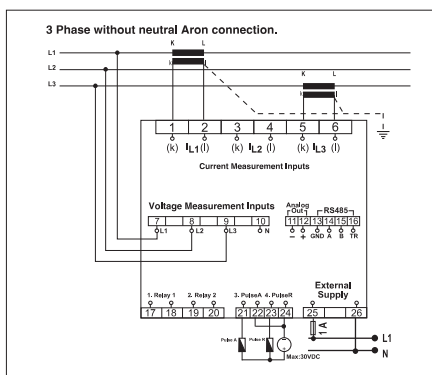 3 Phase without neutral Aron connection.
K L
L1
k l
L2
K L
L3
k l
1 2 3 4 5 6
(k) IL1 (l) (k) IL2 (l) (k) IL3 (l)
Current Measurement Inputs
Voltage Measurement Inputs
Analog Out RS485
7 8 9 10 11 12 13 14 15 16
L1 L2 L3 N − + GND A B TR
External Supply
1. Relay 1 2. Relay 2 3. PulseA 4. PulseR
17 18 19 20 21 22 23 24 25 26
1 A
Pulse A Pulse R
L1
Max:30VDC
N